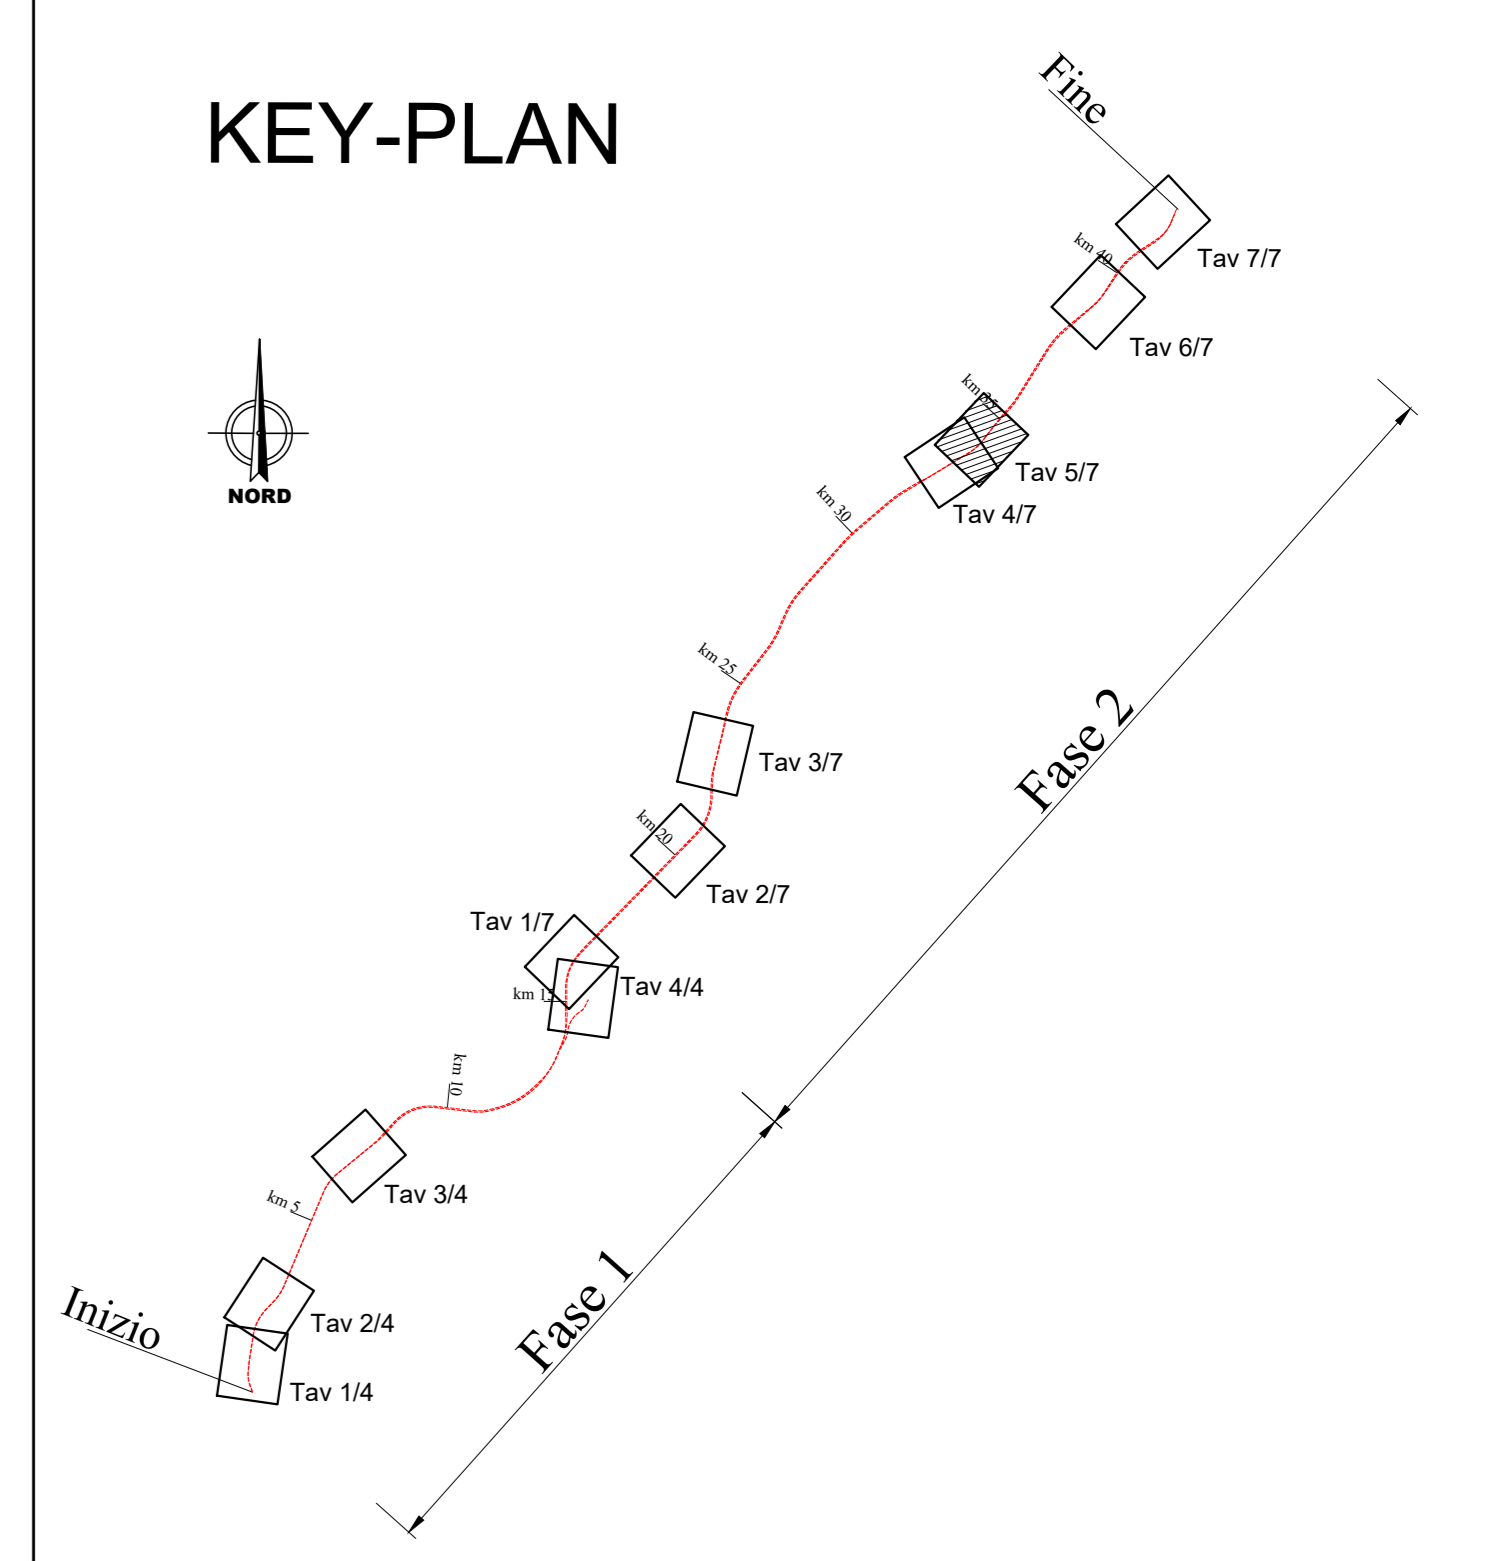 Fine
KEY-PLAN
km 40
Tav 7/7
Tav 6/7
NORD
km 35
Tav 5/7
Tav 4/7
km 30
km 25
Fase 2
Tav 3/7
km 20
Tav 2/7
Tav 1/7
Tav 4/4
km 15
km 10
Tav 3/4
km 5
Fase 1
Inizio
Tav 2/4
Tav 1/4